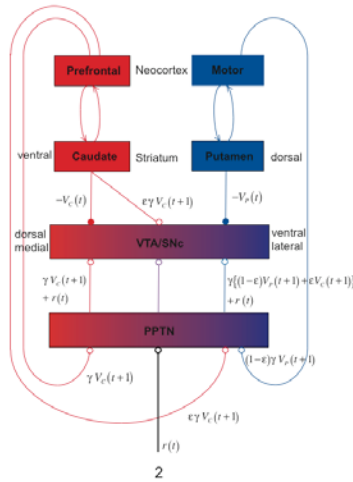 Prefrontal Neocortex Motor
ventral Caudate Striatum Putamen dorsal
−V_C(t) εγV_C(t+1) −V_P(t)
dorsal medial VTA/SNc ventral lateral
γV_C(t+1) γ[(1−ε)V_P(t+1)+εV_C(t+1)]
+r(t) +r(t)
PPTN
γV_C(t+1) (1−ε)γV_P(t+1)
εγV_C(t+1)
r(t)
2